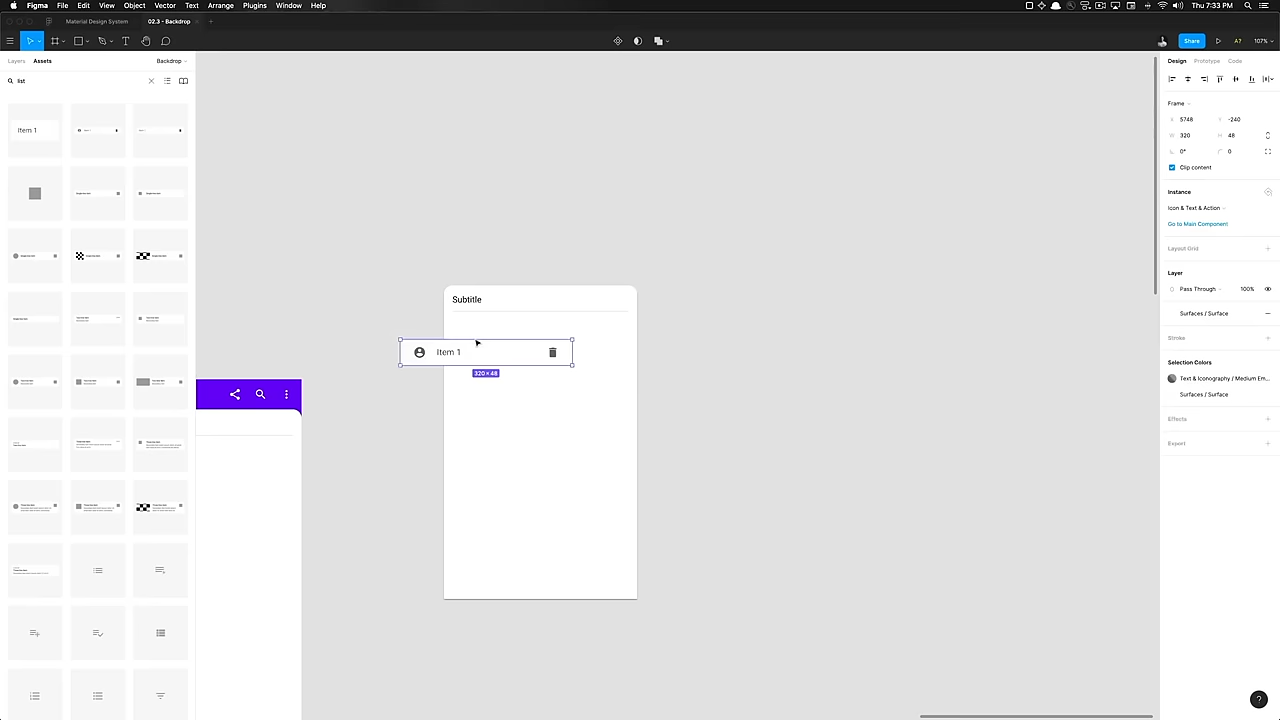 Figma File Edit View Object Vector Text Arrange Plugins Window Help
Thu 7:33 PM
Material Design System
02.3 - Backdrop
Share
A?
107%
Layers Assets
Backdrop
list
Item 1
Subtitle
Item 1
320 × 48
Design Prototype Code
Frame
X 5748 Y -240
W 320 H 48
0° 0
Clip content
Instance
Icon & Text & Action
Go to Main Component
Layout Grid
Layer
Pass Through 100%
Surfaces / Surface
Stroke
Selection Colors
Text & Iconography / Medium Em...
Surfaces / Surface
Effects
Export
?